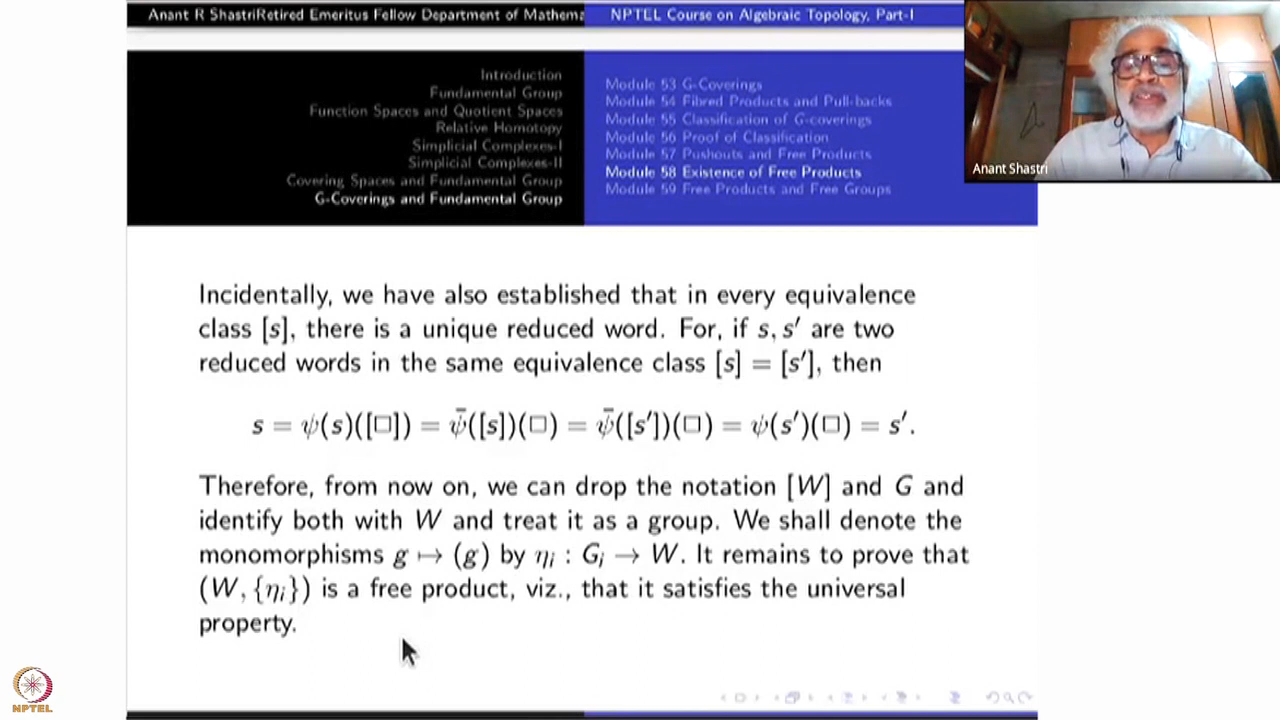 Anant R ShastriRetired Emeritus Fellow Department of Mathema
NPTEL Course on Algebraic Topology, Part-I
Introduction
Fundamental Group
Function Spaces and Quotient Spaces
Relative Homotopy
Simplicial Complexes-I
Simplicial Complexes-II
Covering Spaces and Fundamental Group
G-Coverings and Fundamental Group
Module 53 G-Coverings
Module 54 Fibred Products and Pull-backs
Module 55 Classification of G-coverings
Module 56 Proof of Classification
Module 57 Pushouts and Free Products
Module 58 Existence of Free Products
Module 59 Free Products and Free Groups
Anant Shastri
Incidentally, we have also established that in every equivalence
class [s], there is a unique reduced word. For, if s, s′ are two
reduced words in the same equivalence class [s] = [s′], then
s = ψ(s)([□]) = ψ̄([s])(□) = ψ̄([s′])(□) = ψ(s′)(□) = s′.
Therefore, from now on, we can drop the notation [W] and G and
identify both with W and treat it as a group. We shall denote the
monomorphisms g ↦ (g) by ηᵢ : Gᵢ → W. It remains to prove that
(W, {ηᵢ}) is a free product, viz., that it satisfies the universal
property.
NPTEL